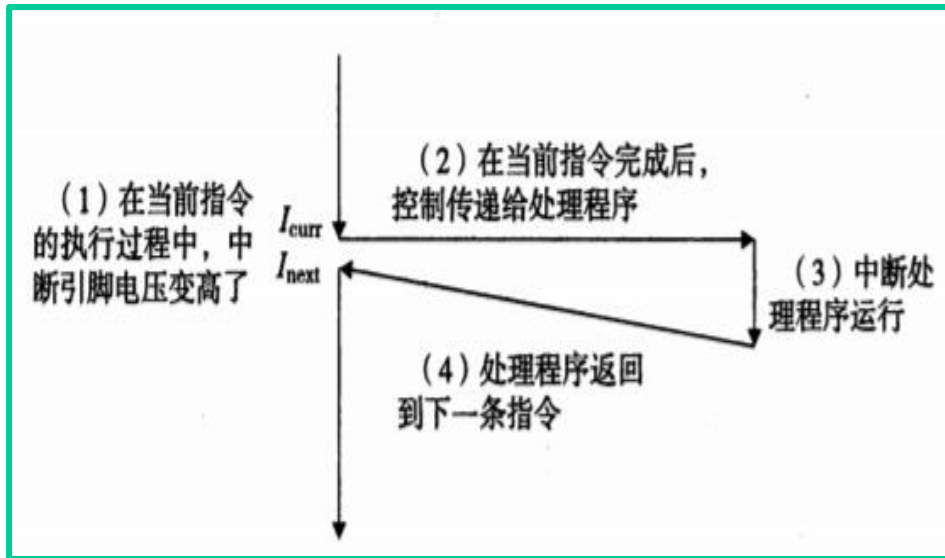 （1）在当前指令
的执行过程中，中
断引脚电压变高了
I_curr
I_next
（2）在当前指令完成后，
控制传递给处理程序
（3）中断处
理程序运行
（4）处理程序返回
到下一条指令